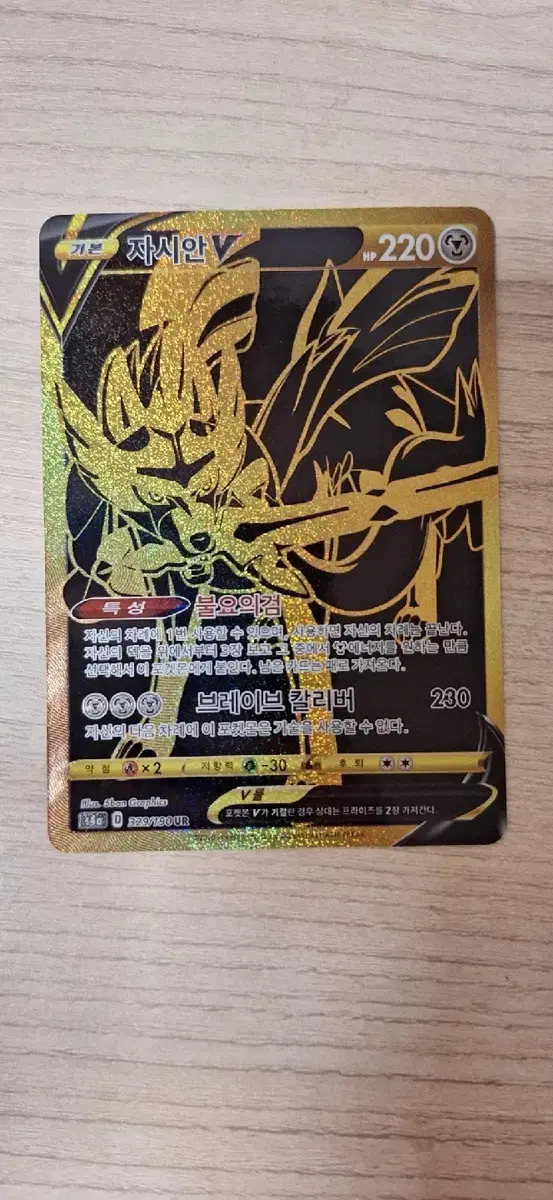 기본 자시안 V HP 220
특성 불요의검
자신의 차례에 1번 사용할 수 있으며, 사용하면 자신의 차례는 끝난다.
자신의 덱을 위에서부터 3장 보고 그 중에서 에너지를 원하는 만큼
선택해서 이 포켓몬에게 붙인다. 남은 카드는 패로 가져온다.
브레이브 칼리버 230
자신의 다음 차례에 이 포켓몬은 기술을 사용할 수 없다.
약점 ×2 저항력 -30 후퇴
Illus. 5ban Graphics
V룰
s4a D 329/190 UR 포켓몬 V가 기절한 경우 상대는 프라이즈를 2장 가져간다.